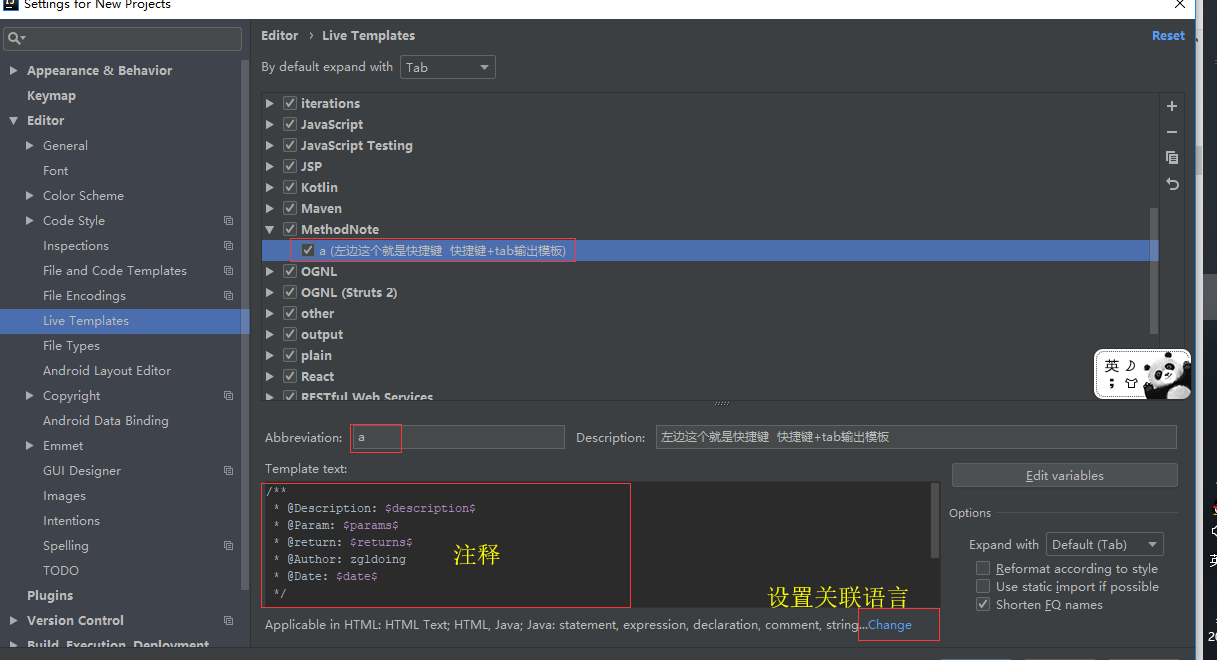 Settings for New Projects
Appearance & Behavior
Keymap
Editor
General
Font
Color Scheme
Code Style
Inspections
File and Code Templates
File Encodings
Live Templates
File Types
Android Layout Editor
Copyright
Android Data Binding
Emmet
GUI Designer
Images
Intentions
Spelling
TODO
Plugins
Version Control
Build, Execution, Deployment
Editor › Live Templates
Reset
By default expand with Tab
iterations
JavaScript
JavaScript Testing
JSP
Kotlin
Maven
MethodNote
a (左边这个就是快捷键 快捷键+tab输出模板)
OGNL
OGNL (Struts 2)
other
output
plain
React
RESTful Web Services
英
Abbreviation: a
Description: 左边这个就是快捷键 快捷键+tab输出模板
Template text:
/**
* @Description: $description$
* @Param: $params$
* @return: $returns$
* @Author: zgldoing
* @Date: $date$
*/
注释
设置关联语言
Applicable in HTML: HTML Text; HTML, Java; Java: statement, expression, declaration, comment, string...Change
Edit variables
Options
Expand with Default (Tab)
Reformat according to style
Use static import if possible
Shorten FQ names